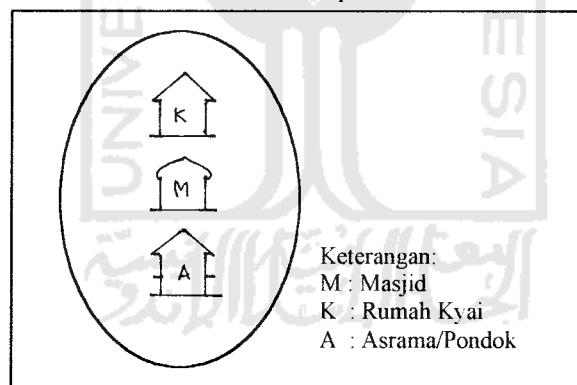 K
M
A
Keterangan:
M : Masjid
K : Rumah Kyai
A : Asrama/Pondok